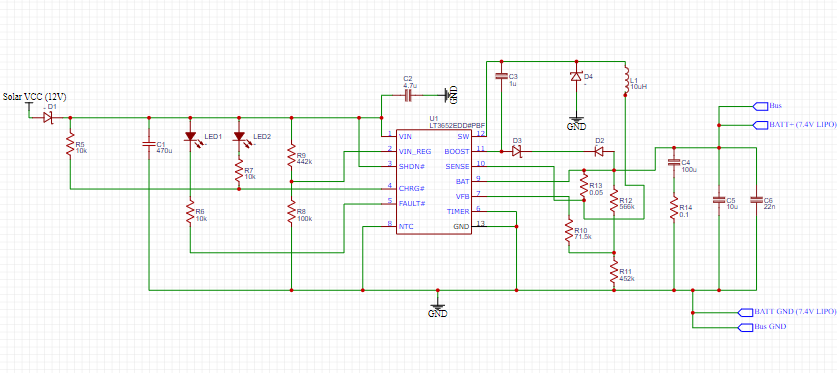 Solar VCC (12V)
D1
R5
10k
C1
470u
LED1
LED2
R7
10k
R6
10k
R9
442k
R8
100k
C2
4.7u
GND
U1
LT3652EDD#PBF
1
VIN
SW
12
2
VIN_REG
BOOST
11
3
SHDN#
SENSE
10
4
CHRG#
BAT
9
5
FAULT#
VFB
7
TIMER
6
8
NTC
GND
13
C3
1u
D4
GND
L1
10uH
D3
D2
R13
0.05
R12
566k
R10
71.5k
R11
452k
C4
100u
R14
0.1
C5
10u
C6
22n
Bus
BATT+ (7.4V LIPO)
GND
BATT GND (7.4V LIPO)
Bus GND